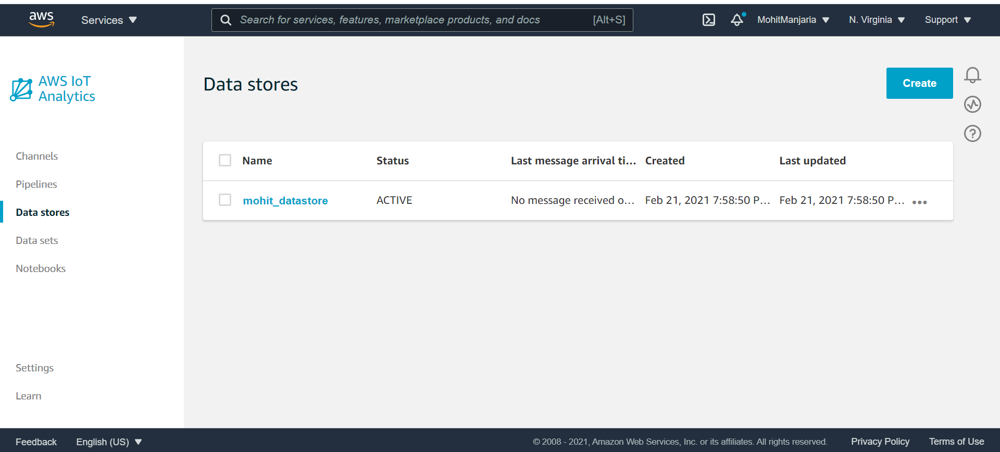 aws
Services
Search for services, features, marketplace products, and docs [Alt+S]
MohitManjaria
N. Virginia
Support
AWS IoT
Analytics
Channels
Pipelines
Data stores
Data sets
Notebooks
Settings
Learn
Data stores
Create
Name Status Last message arrival ti... Created Last updated
mohit_datastore ACTIVE No message received o... Feb 21, 2021 7:58:50 P... Feb 21, 2021 7:58:50 P...
Feedback English (US) © 2008 - 2021, Amazon Web Services, Inc. or its affiliates. All rights reserved. Privacy Policy Terms of Use